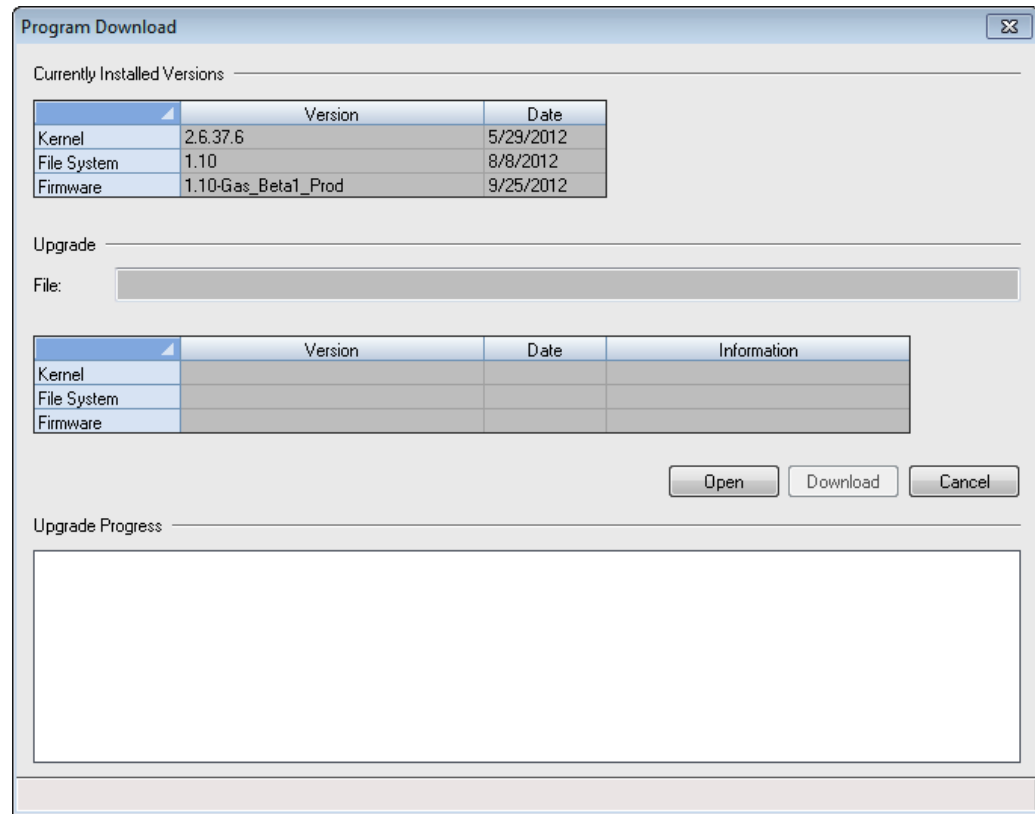 Program Download
Currently Installed Versions
Version Date
Kernel 2.6.37.6 5/29/2012
File System 1.10 8/8/2012
Firmware 1.10-Gas_Beta1_Prod 9/25/2012
Upgrade
File:
Version Date Information
Kernel
File System
Firmware
Open Download Cancel
Upgrade Progress